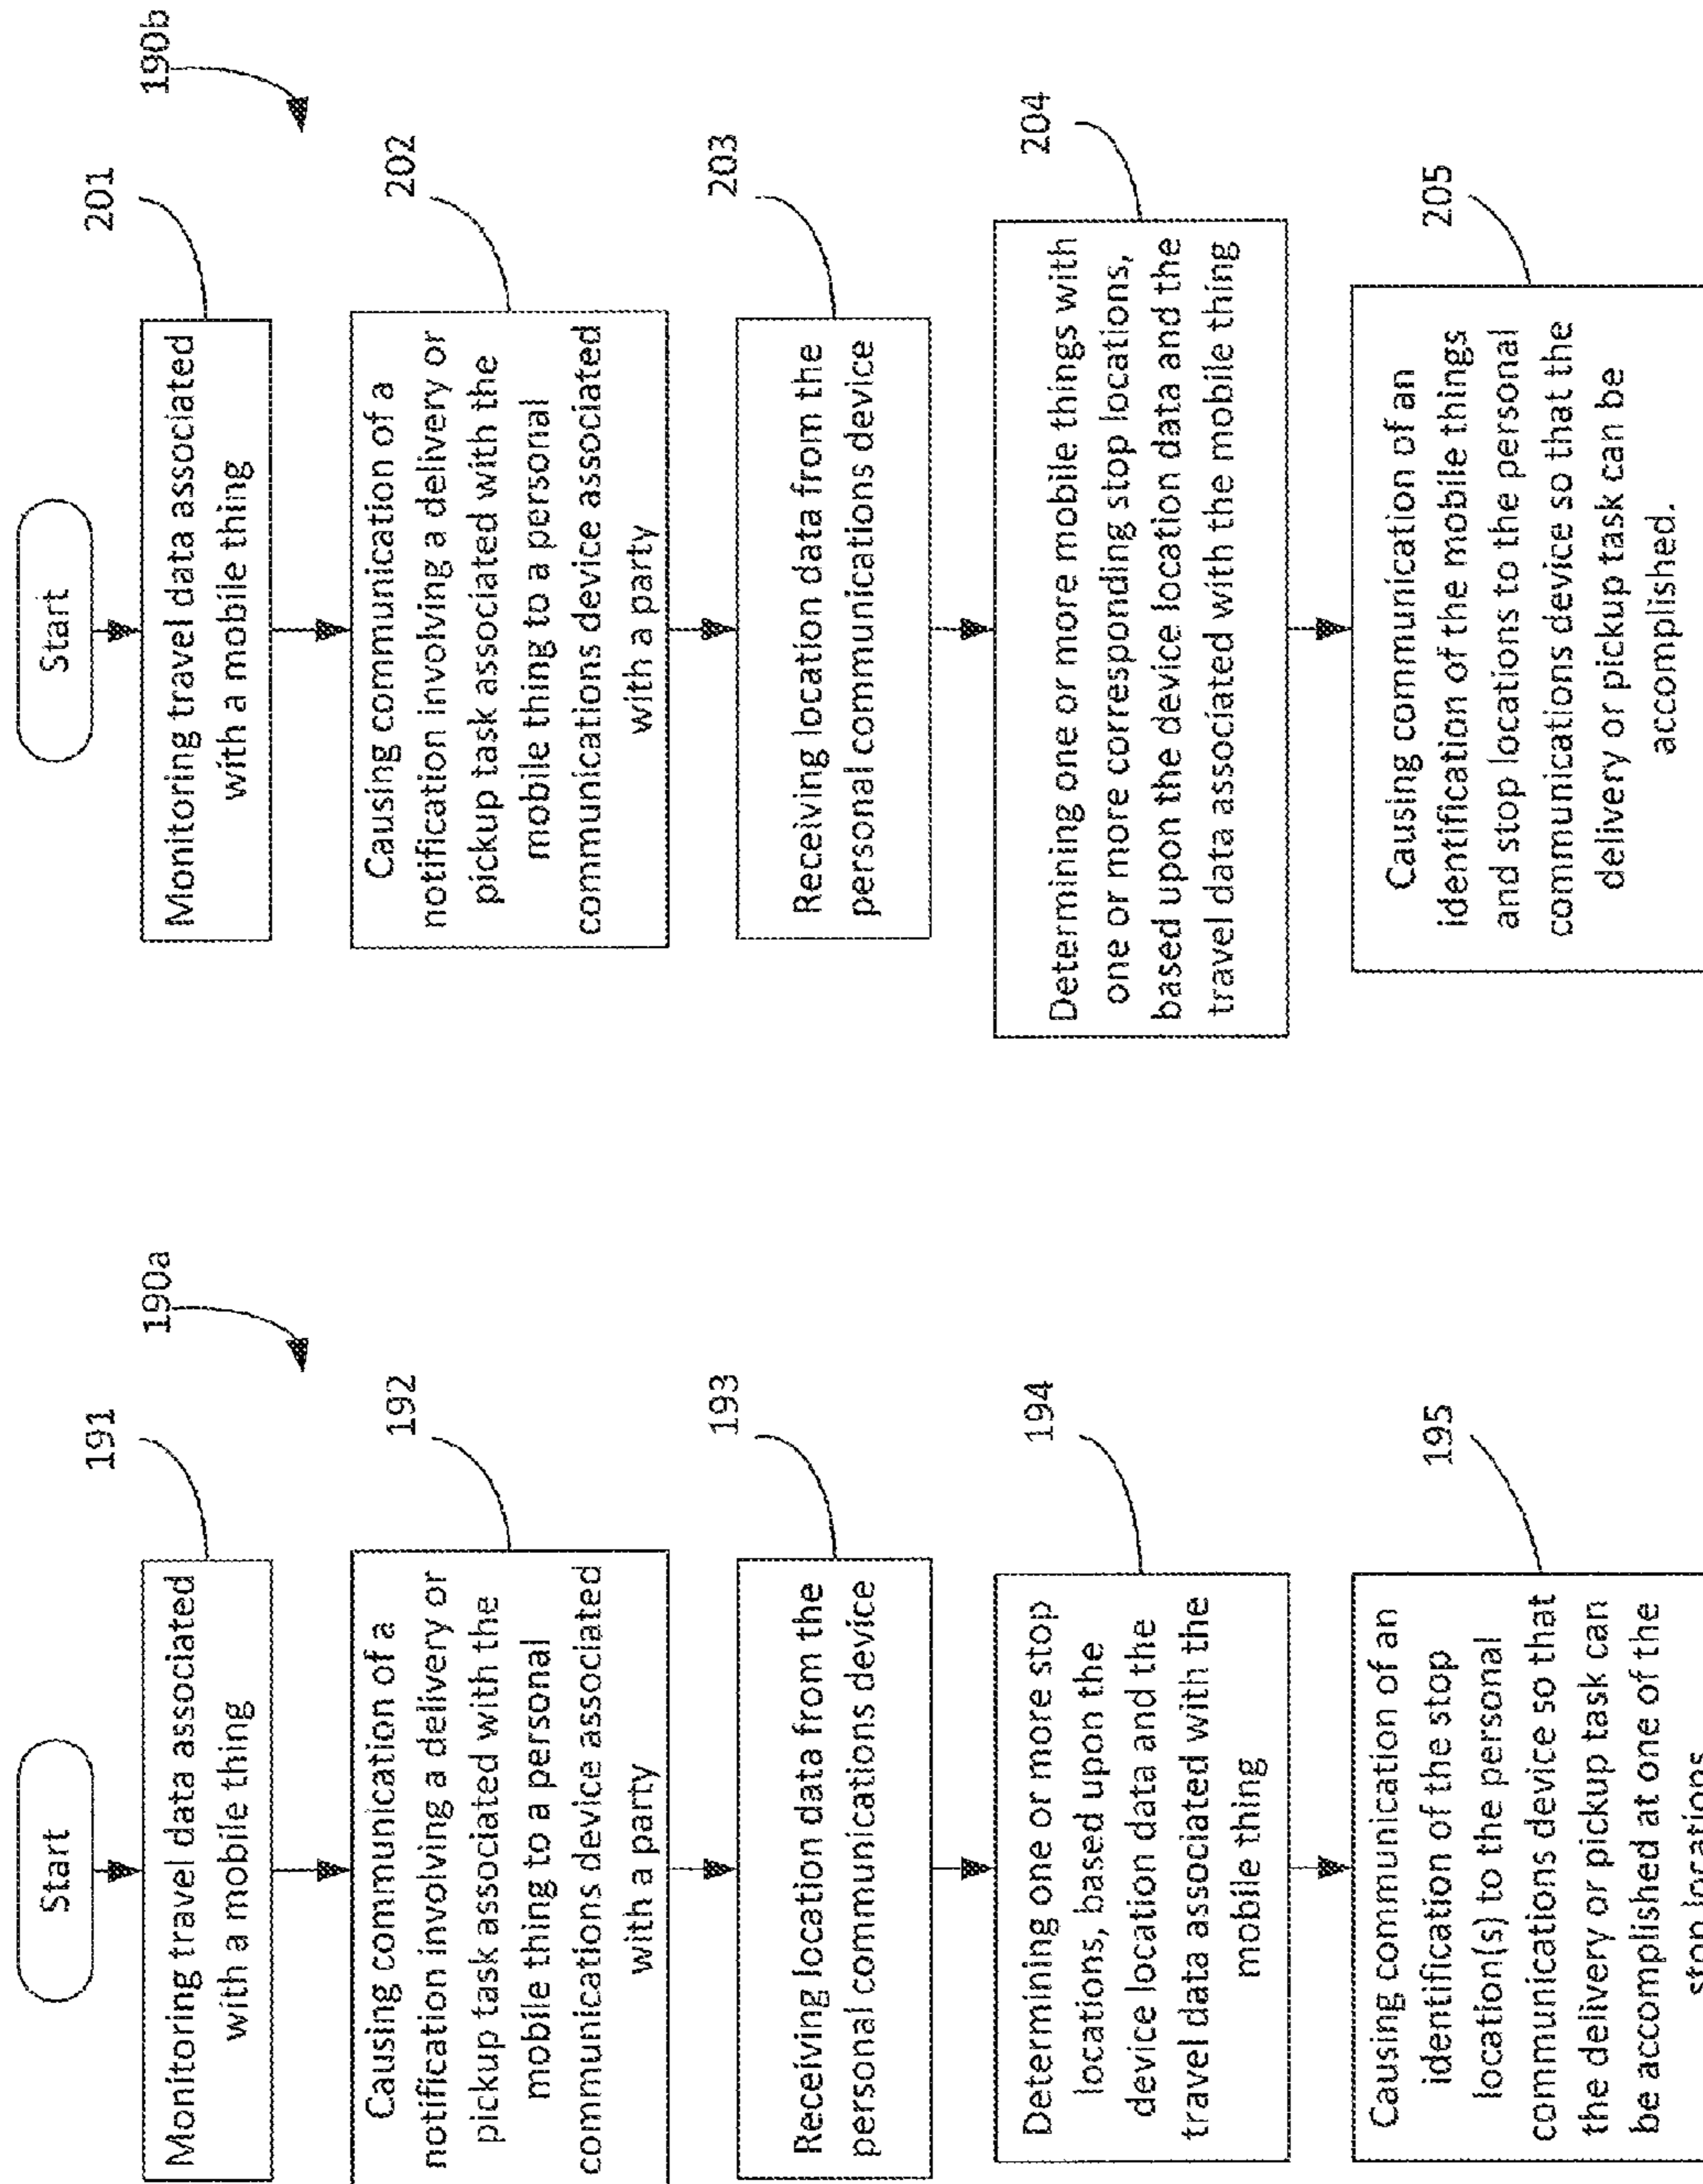 Start
190a
191
Monitoring travel data associated
with a mobile thing
192
Causing communication of a
notification involving a delivery or
pickup task associated with the
mobile thing to a personal
communications device associated
with a party
193
Receiving location data from the
personal communications device
194
Determining one or more stop
locations, based upon the
device location data and the
travel data associated with the
mobile thing
195
Causing communication of an
identification of the stop
location(s) to the personal
communications device so that
the delivery or pickup task can
be accomplished at one of the
stop locations
Start
190b
201
Monitoring travel data associated
with a mobile thing
202
Causing communication of a
notification involving a delivery or
pickup task associated with the
mobile thing to a personal
communications device associated
with a party
203
Receiving location data from the
personal communications device
204
Determining one or more mobile things with
one or more corresponding stop locations,
based upon the device location data and the
travel data associated with the mobile thing
205
Causing communication of an
identification of the mobile things
and stop locations to the personal
communications device so that the
delivery or pickup task can be
accomplished.